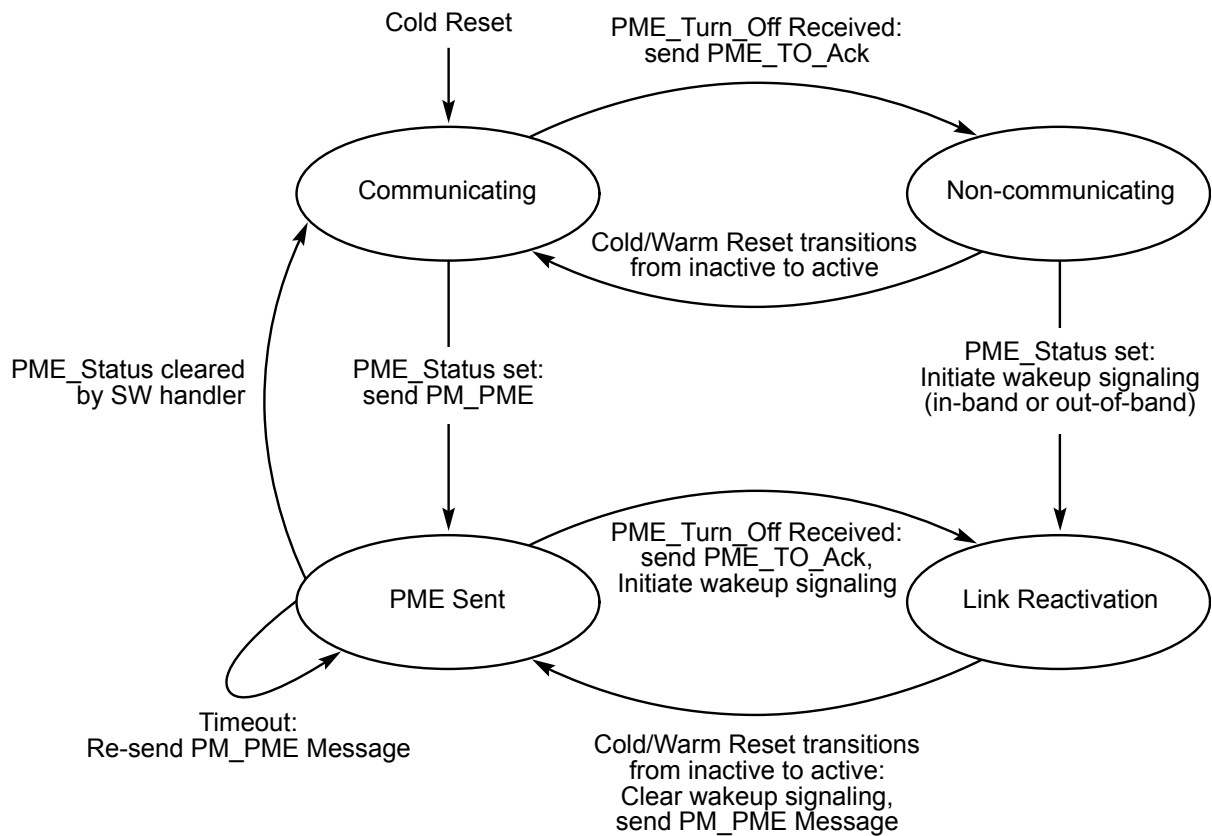 Cold Reset
PME_Turn_Off Received:
send PME_TO_Ack
Communicating
Non-communicating
Cold/Warm Reset transitions
from inactive to active
PME_Status cleared
by SW handler
PME_Status set:
send PM_PME
PME_Status set:
Initiate wakeup signaling
(in-band or out-of-band)
PME_Turn_Off Received:
send PME_TO_Ack,
Initiate wakeup signaling
PME Sent
Link Reactivation
Timeout:
Re-send PM_PME Message
Cold/Warm Reset transitions
from inactive to active:
Clear wakeup signaling,
send PM_PME Message